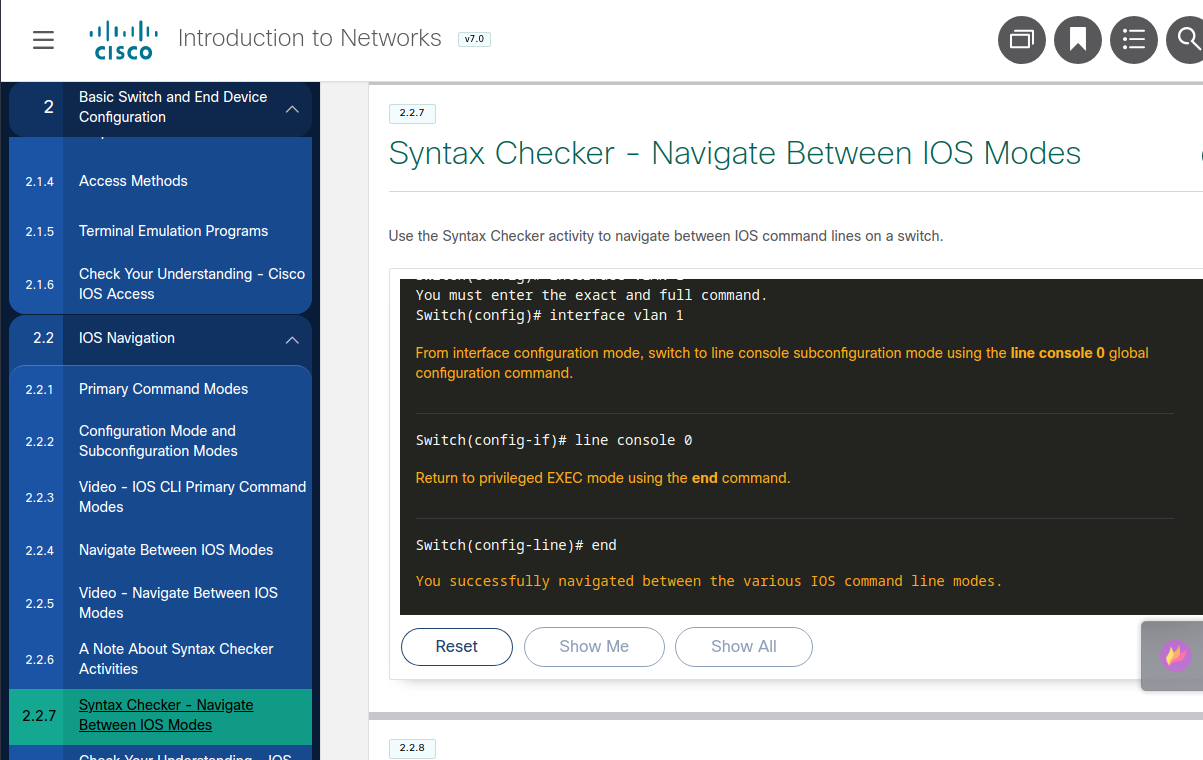 CISCO
Introduction to Networks
v7.0
2
Basic Switch and End Device
Configuration
2.1.4
Access Methods
2.1.5
Terminal Emulation Programs
2.1.6
Check Your Understanding - Cisco
IOS Access
2.2
IOS Navigation
2.2.1
Primary Command Modes
2.2.2
Configuration Mode and
Subconfiguration Modes
2.2.3
Video - IOS CLI Primary Command
Modes
2.2.4
Navigate Between IOS Modes
2.2.5
Video - Navigate Between IOS
Modes
2.2.6
A Note About Syntax Checker
Activities
2.2.7
Syntax Checker - Navigate
Between IOS Modes
Check Your Understanding - IOS
2.2.7
Syntax Checker - Navigate Between IOS Modes
Use the Syntax Checker activity to navigate between IOS command lines on a switch.
You must enter the exact and full command.
Switch(config)# interface vlan 1
From interface configuration mode, switch to line console subconfiguration mode using the line console 0 global
configuration command.
Switch(config-if)# line console 0
Return to privileged EXEC mode using the end command.
Switch(config-line)# end
You successfully navigated between the various IOS command line modes.
Reset
Show Me
Show All
2.2.8